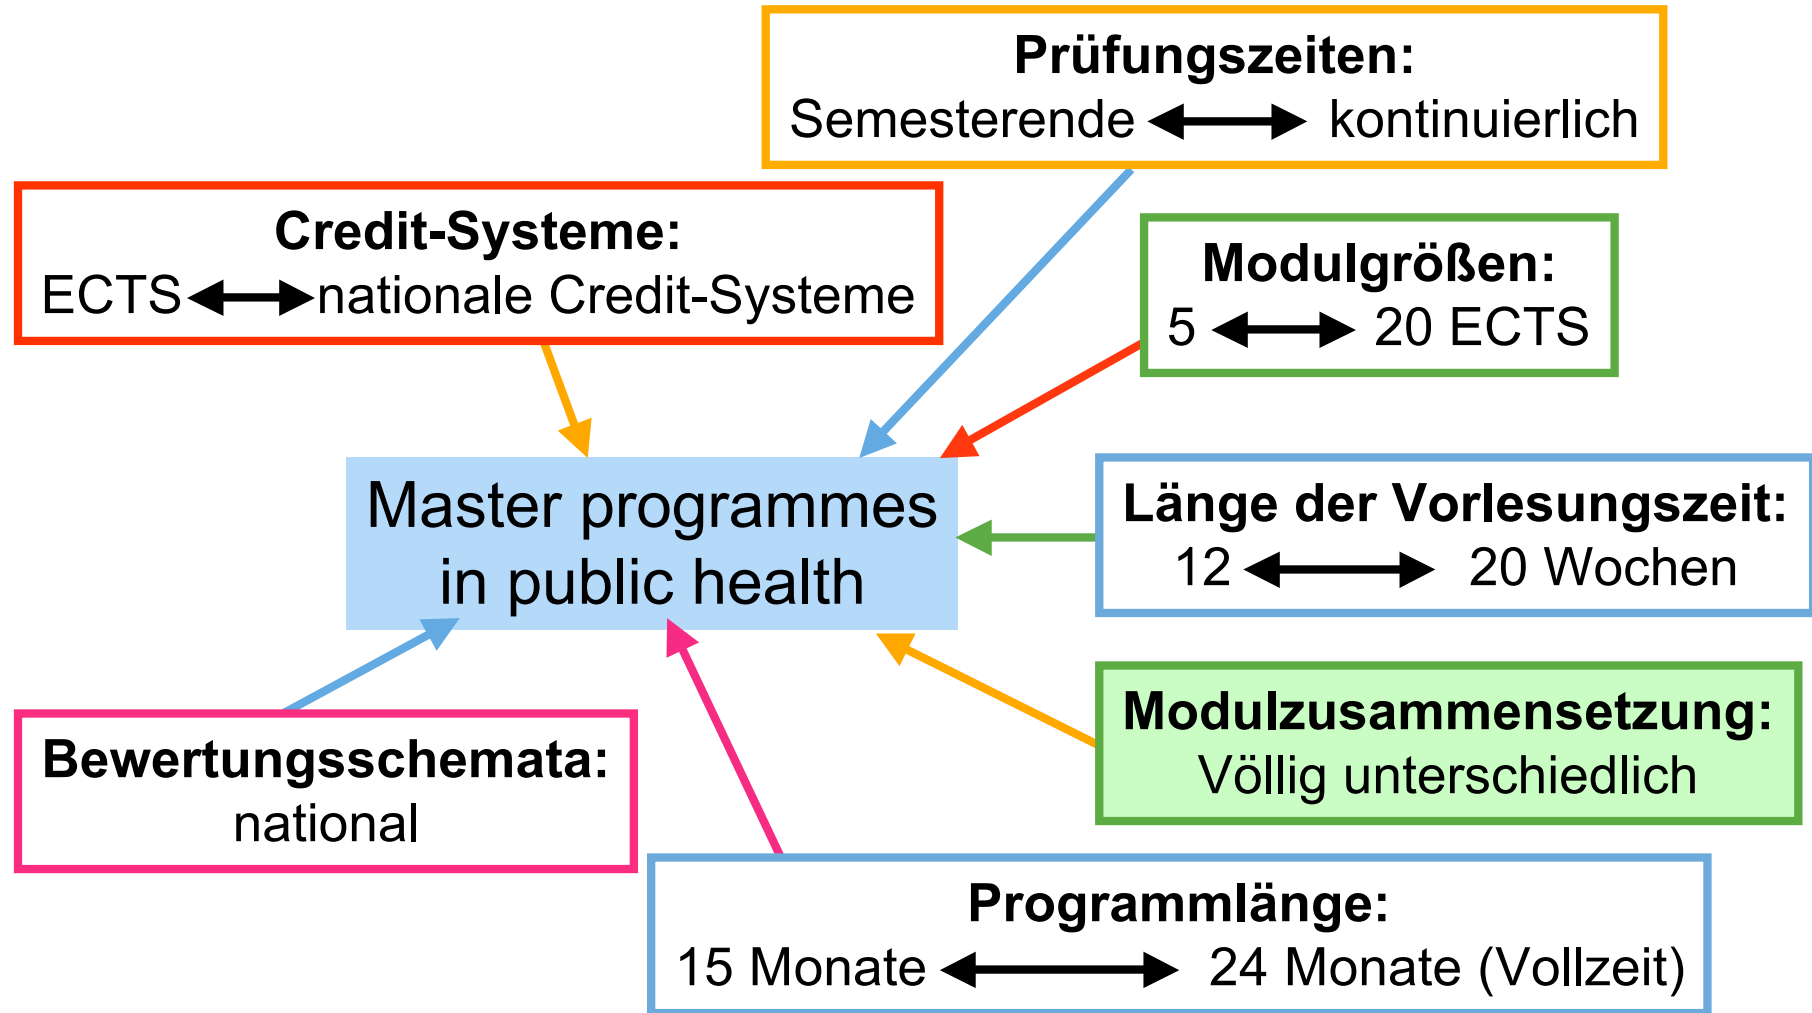 Prüfungszeiten:
Semesterende kontinuierlich
Credit-Systeme:
ECTS nationale Credit-Systeme
Modulgrößen:
5 20 ECTS
Master programmes
in public health
Länge der Vorlesungszeit:
12 20 Wochen
Modulzusammensetzung:
Völlig unterschiedlich
Bewertungsschemata:
national
Programmlänge:
15 Monate 24 Monate (Vollzeit)